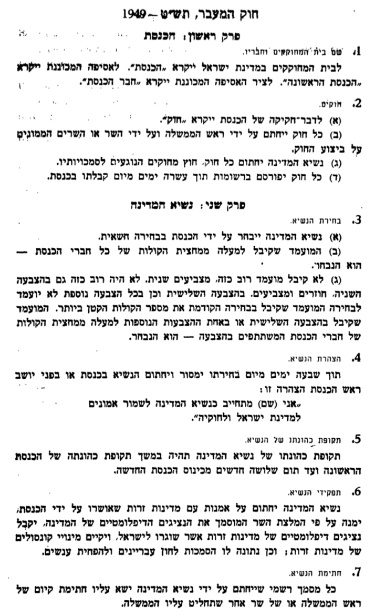 חוק המעבר, תש״ט–1949
פרק ראשון: הכנסת
1. שם בית המחוקקים וחבריו.
לבית המחוקקים במדינת ישראל ייקרא „הכנסת״. לאסיפה המכוננת ייקרא
„הכנסת הראשונה״. לציר האסיפה המכוננת ייקרא „חבר הכנסת״.
2. חוקים.
(א) לדבר־חקיקה של הכנסת ייקרא „חוק״.
(ב) כל חוק ייחתם על ידי ראש הממשלה ועל ידי השר או השרים הממונים
על ביצוע החוק.
(ג) נשיא המדינה יחתום כל חוק, חוץ מחוקים הנוגעים לסמכויותיו.
(ד) כל חוק יפורסם ברשומות תוך עשרה ימים מיום קבלתו בכנסת.
פרק שני: נשיא המדינה
3. בחירת הנשיא.
(א) נשיא המדינה ייבחר על ידי הכנסת בבחירה חשאית.
(ב) המועמד שקיבל למעלה ממחצית הקולות של כל חברי הכנסת —
הוא הנבחר.
(ג) לא קיבל מועמד רוב כזה, מצביעים שנית. לא היה רוב כזה גם בהצבעה
השניה, חוזרים ומצביעים. בהצבעה השלישית וכן בכל הצבעה נוספת לא יועמד
לבחירה המועמד שקיבל בבחירה הקודמת את מספר הקולות הקטן ביותר. המועמד
שקיבל בהצבעה השלישית או באחת ההצבעות הנוספות למעלה ממחצית הקולות
של חברי הכנסת המשתתפים בהצבעה — הוא הנבחר.
4. הצהרת הנשיא.
תוך שבעה ימים מיום בחירתו ימסור ויחתום הנשיא בכנסת או בפני יושב
ראש הכנסת הצהרה זו:
„אני (שם) מתחייב כנשיא המדינה לשמור אמונים
למדינת ישראל ולחוקיה״.
5. תקופת כהונתו של הנשיא.
תקופת כהונתו של נשיא המדינה תהיה במשך תקופת כהונתה של הכנסת
הראשונה ועד תום שלושה חדשים מכינוס הכנסת החדשה.
6. תפקידי הנשיא.
נשיא המדינה יחתום על אמנות עם מדינות זרות שאושרו על ידי הכנסת,
ימנה על פי המלצת השר המוסמך את הנציגים הדיפלומטיים של המדינה, יקבל
נציגים דיפלומטיים של מדינות זרות אשר שוגרו לישראל, ויקיים מינויי קונסולים
של מדינות זרות; וכן נתונה לו הסמכות לחון עבריינים ולהפחית ענשים.
7. חתימת הנשיא.
כל מסמך רשמי שייחתם על ידי נשיא המדינה ישא עליו חתימת קיום של
ראש הממשלה או של שר אחר שתחליט עליו הממשלה.